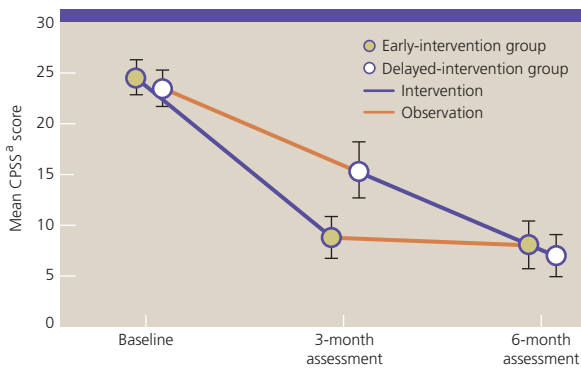 30
25
20
15
10
5
0
Mean CPSS a score
Early-intervention group
Delayed-intervention group
Intervention
Observation
Baseline
3-month
assessment
6-month
assessment